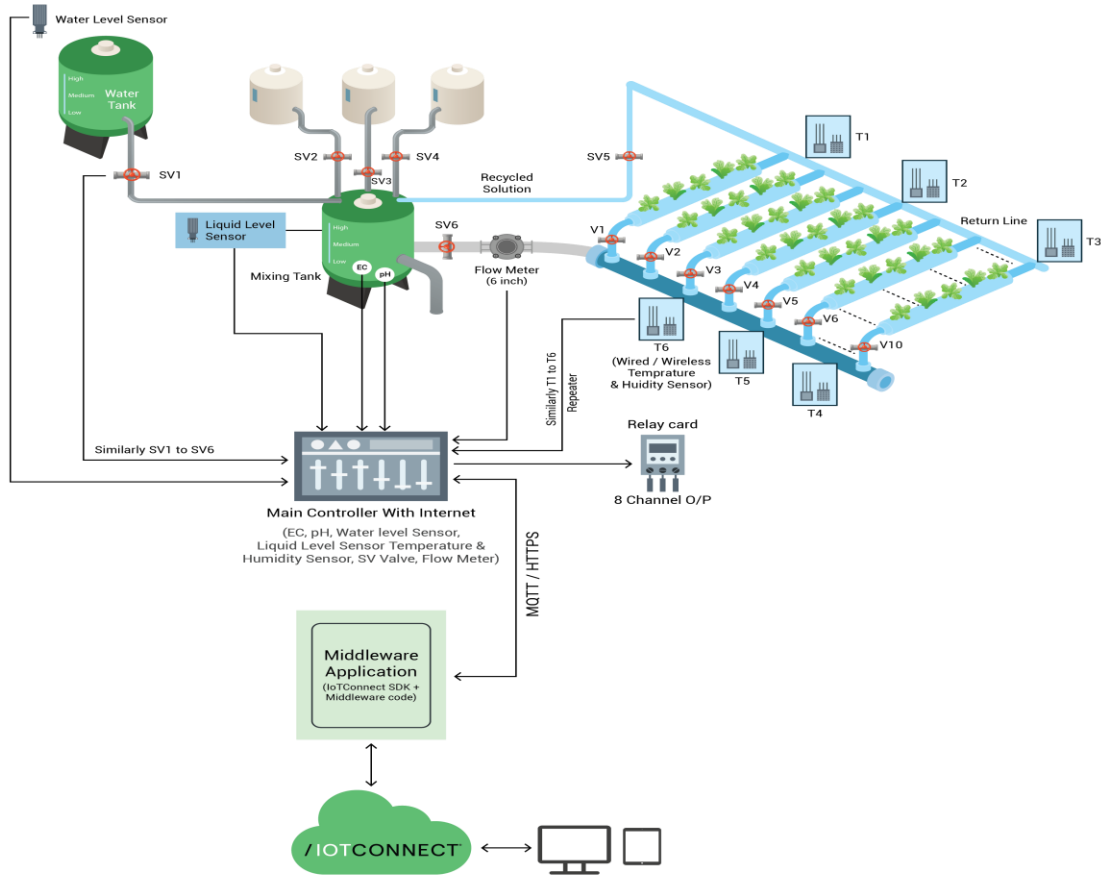 Water Level Sensor
High
Medium
Low
Water
Tank
SV1
SV2
SV3
SV4
SV5
Recycled
Solution
T1
T2
T3
Return Line
Liquid Level
Sensor
High
Medium
Low
EC
pH
Mixing Tank
SV6
Flow Meter
(6 inch)
V1
V2
V3
V4
V5
V6
V10
T6
(Wired / Wireless
Temprature
& Huidity Sensor)
T5
T4
Similarly T1 to T6
Repeater
Similarly SV1 to SV6
Relay card
8 Channel O/P
Main Controller With Internet
(EC, pH, Water level Sensor,
Liquid Level Sensor Temperature &
Humidity Sensor, SV Valve, Flow Meter)
MQTT / HTTPS
Middleware
Application
(IoTConnect SDK +
Middleware code)
/IOTCONNECT